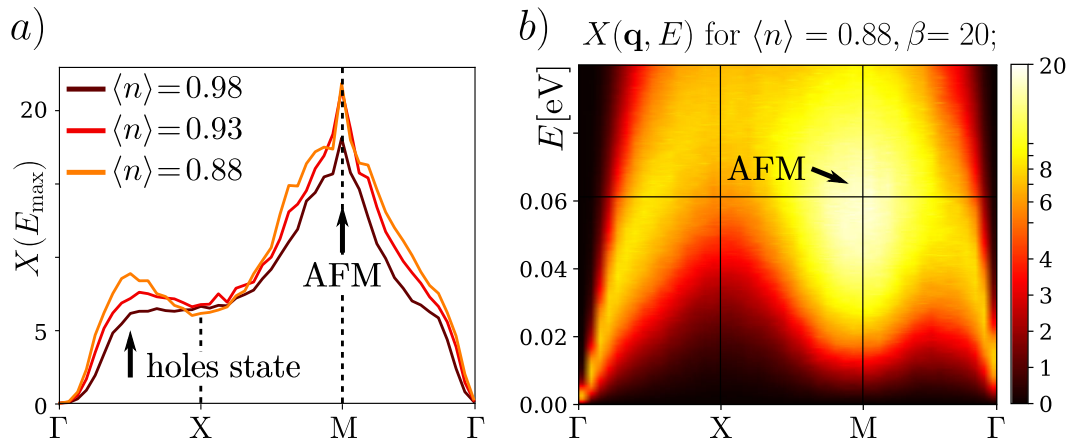 a)
X(E_max)
20
15
5
0
⟨n⟩=0.98
⟨n⟩=0.93
⟨n⟩=0.88
AFM
holes state
Γ X M Γ
b) X(q, E) for ⟨n⟩ = 0.88, β= 20;
E[eV]
0.06
0.04
0.02
0.00
AFM
Γ X M Γ
20
8
6
4
3
2
1
0